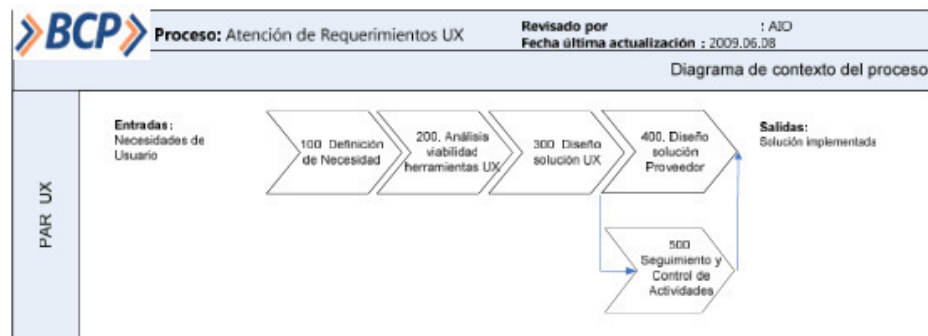 BCP
Proceso: Atención de Requerimientos UX
Revisado por : AIO
Fecha última actualización : 2009.06.08
Diagrama de contexto del proceso
PAR UX
Entradas:
Necesidades de
Usuario
100. Definición
de Necesidad
200. Análisis
viabilidad
herramientas UX
300. Diseño
solución UX
400. Diseño
solución
Proveedor
Salidas:
Solución implementada
500
Seguimiento y
Control de
Actividades